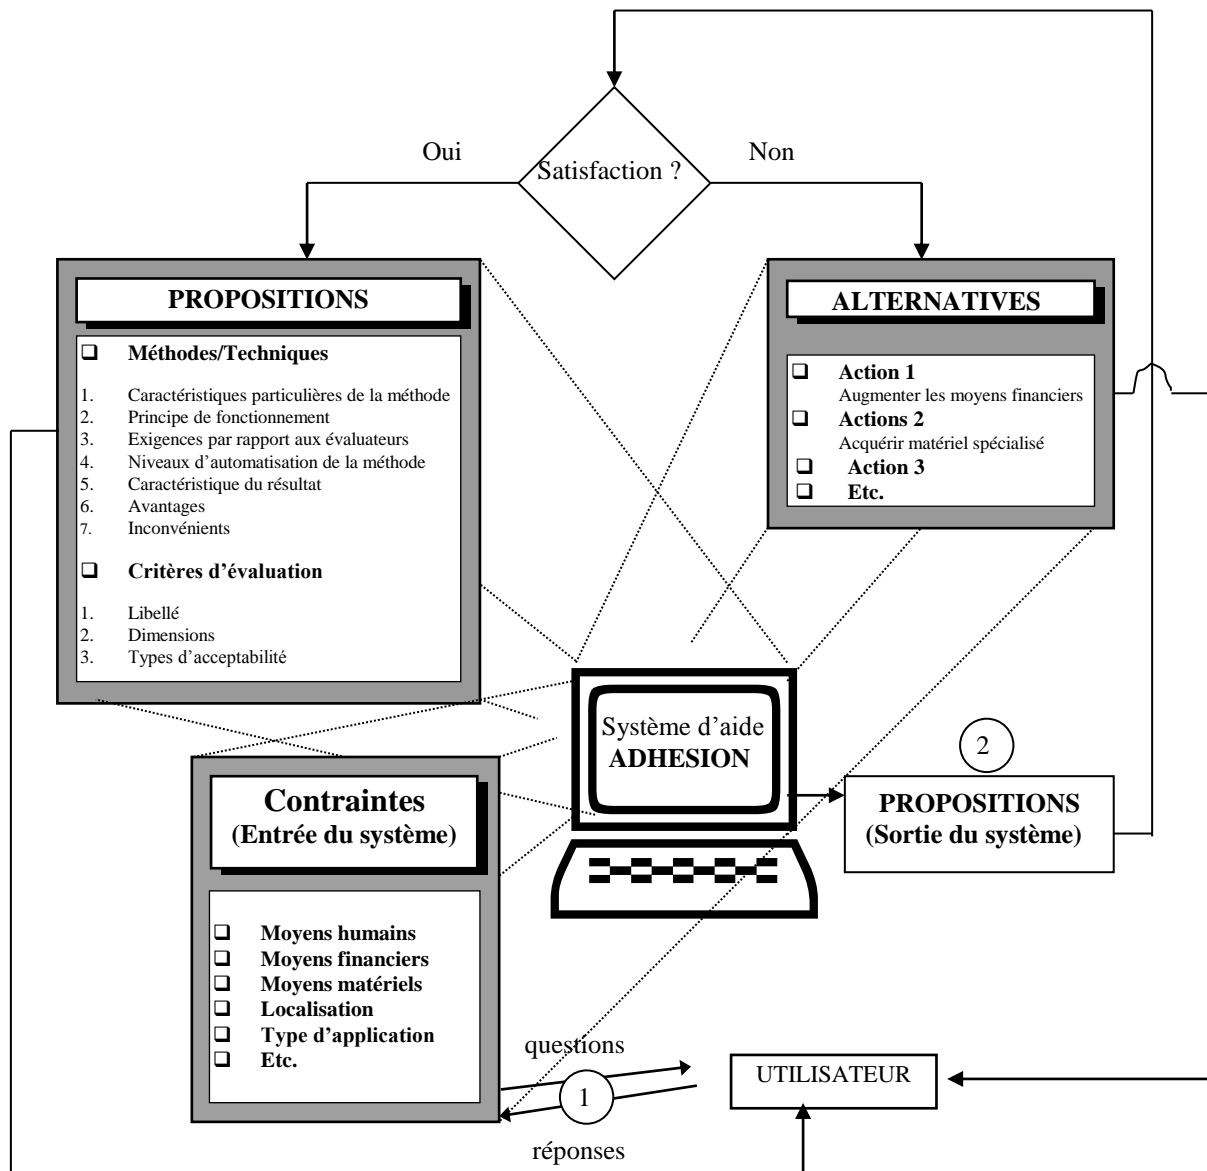 Oui
Non
Satisfaction ?
PROPOSITIONS
❑ Méthodes/Techniques
1. Caractéristiques particulières de la méthode
2. Principe de fonctionnement
3. Exigences par rapport aux évaluateurs
4. Niveaux d’automatisation de la méthode
5. Caractéristique du résultat
6. Avantages
7. Inconvénients
❑ Critères d’évaluation
1. Libellé
2. Dimensions
3. Types d’acceptabilité
ALTERNATIVES
❑ Action 1
Augmenter les moyens financiers
❑ Actions 2
Acquérir matériel spécialisé
❑ Action 3
❑ Etc.
Système d’aide
ADHESION
2
PROPOSITIONS
(Sortie du système)
Contraintes
(Entrée du système)
❑ Moyens humains
❑ Moyens financiers
❑ Moyens matériels
❑ Localisation
❑ Type d’application
❑ Etc.
questions
1
réponses
UTILISATEUR